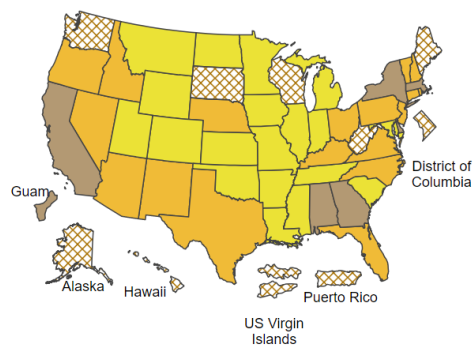 District of
Columbia
Guam
Alaska
Hawaii
Puerto Rico
US Virgin
Islands